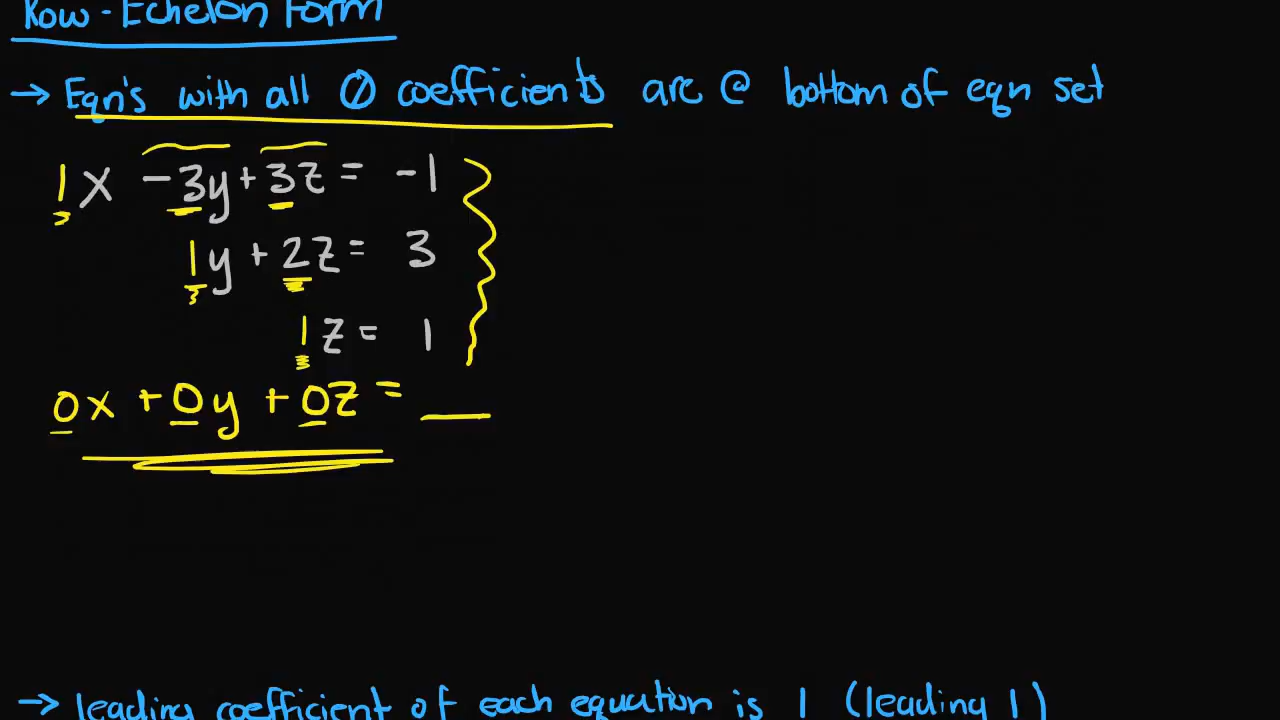 Row-Echelon Form
→ Eqn's with all 0 coefficients are @ bottom of eqn set
1x -3y+3z = -1
1y + 2z = 3
1z = 1
0x +0y + 0z = __
→ leading coefficient of each equation is 1 (leading 1)